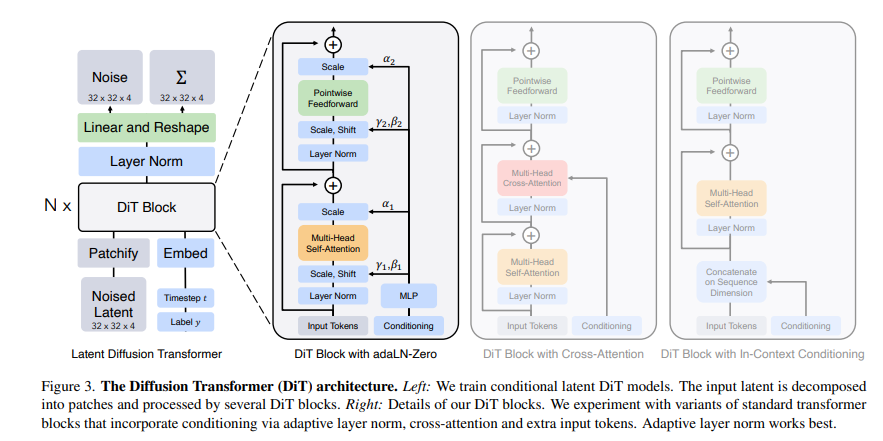 Noise
32 x 32 x 4
Σ
32 x 32 x 4
Linear and Reshape
Layer Norm
N x
DiT Block
Patchify
Embed
Noised
Latent
32 x 32 x 4
Timestep t
Label y
Latent Diffusion Transformer
+
Scale
α2
Pointwise
Feedforward
Scale, Shift
γ2,β2
Layer Norm
+
Scale
α1
Multi-Head
Self-Attention
Scale, Shift
γ1,β1
Layer Norm
MLP
Input Tokens
Conditioning
DiT Block with adaLN-Zero
+
Pointwise
Feedforward
Layer Norm
+
Multi-Head
Cross-Attention
Layer Norm
+
Multi-Head
Self-Attention
Layer Norm
Input Tokens
Conditioning
DiT Block with Cross-Attention
+
Pointwise
Feedforward
Layer Norm
+
Multi-Head
Self-Attention
Layer Norm
Concatenate
on Sequence
Dimension
Input Tokens
Conditioning
DiT Block with In-Context Conditioning
Figure 3. The Diffusion Transformer (DiT) architecture. Left: We train conditional latent DiT models. The input latent is decomposed
into patches and processed by several DiT blocks. Right: Details of our DiT blocks. We experiment with variants of standard transformer
blocks that incorporate conditioning via adaptive layer norm, cross-attention and extra input tokens. Adaptive layer norm works best.